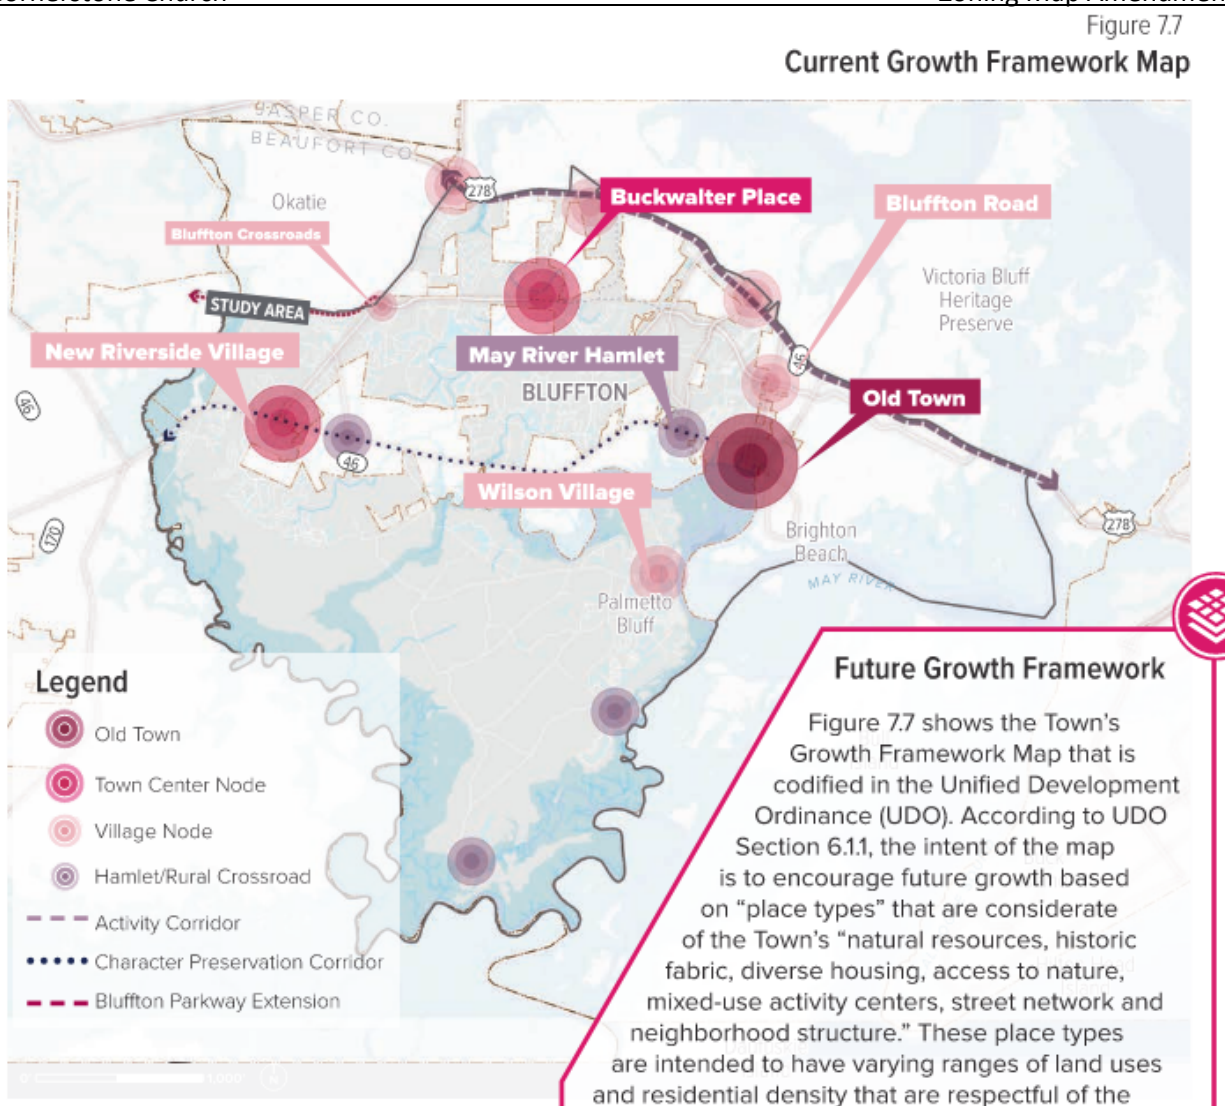 Cornerstone Church
Zoning Map Amendment
Figure 7.7
Current Growth Framework Map
JASPER CO.
BEAUFORT CO.
278
Okatie
Buckwalter Place
Bluffton Road
Bluffton Crossroads
Victoria Bluff
Heritage
Preserve
STUDY AREA
New Riverside Village
May River Hamlet
46
BLUFFTON
Old Town
46
46
Wilson Village
278
170
Brighton
Beach
MAY RIVER
Palmetto
Bluff
Legend
Old Town
Town Center Node
Village Node
Hamlet/Rural Crossroad
Activity Corridor
Character Preservation Corridor
Bluffton Parkway Extension
0'
1,000'
N
Future Growth Framework
Figure 7.7 shows the Town’s
Growth Framework Map that is
codified in the Unified Development
Ordinance (UDO). According to UDO
Section 6.1.1, the intent of the map
is to encourage future growth based
on “place types” that are considerate
of the Town’s “natural resources, historic
fabric, diverse housing, access to nature,
mixed-use activity centers, street network and
neighborhood structure.” These place types
are intended to have varying ranges of land uses
and residential density that are respectful of the